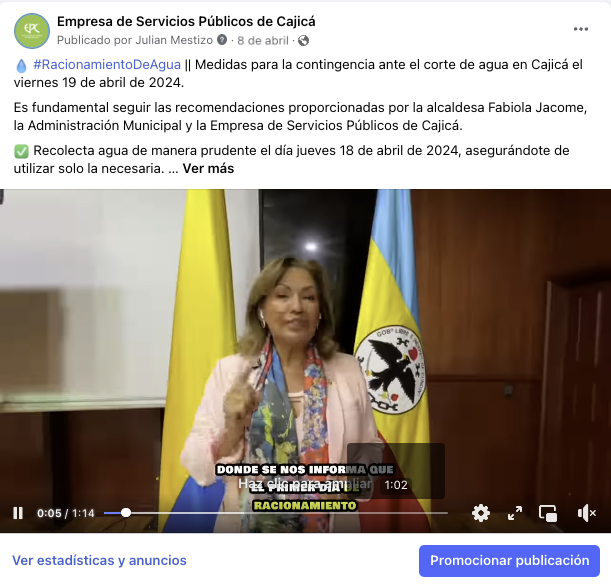 Empresa de Servicios Públicos de Cajicá
Publicado por Julian Mestizo · 8 de abril ·
#RacionamientoDeAgua || Medidas para la contingencia ante el corte de agua en Cajicá el
viernes 19 de abril de 2024.
Es fundamental seguir las recomendaciones proporcionadas por la alcaldesa Fabiola Jacome,
la Administración Municipal y la Empresa de Servicios Públicos de Cajicá.
✅ Recolecta agua de manera prudente el día jueves 18 de abril de 2024, asegurándote de
utilizar solo la necesaria. ... Ver más
DONDE SE NOS INFORMA QUE
EL PRIMER DÍA DE
Haz clic para ampliar
RACIONAMIENTO
1:02
0:05 / 1:14
Ver estadísticas y anuncios
Promocionar publicación